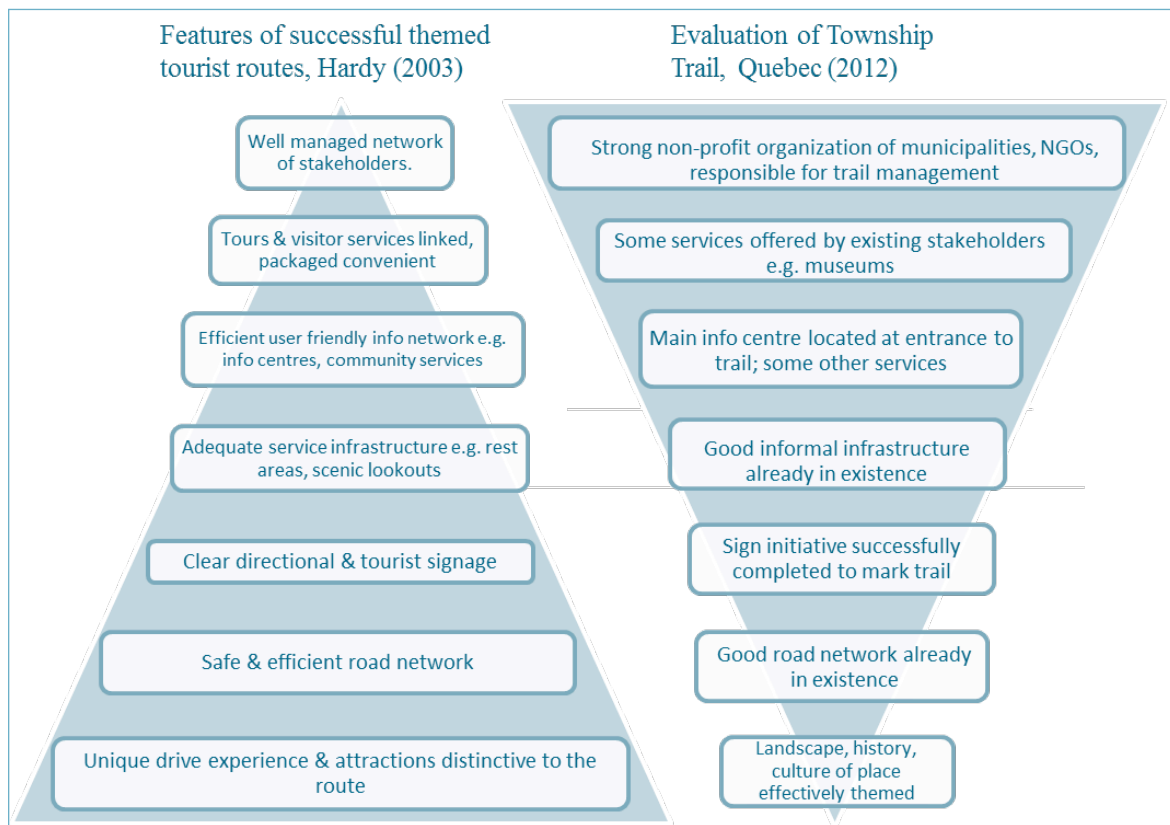 Features of successful themed
tourist routes, Hardy (2003)
Well managed network
of stakeholders.
Tours & visitor services linked,
packaged convenient
Efficient user friendly info network e.g.
info centres, community services
Adequate service infrastructure e.g. rest
areas, scenic lookouts
Clear directional & tourist signage
Safe & efficient road network
Unique drive experience & attractions distinctive to the
route
Evaluation of Township
Trail, Quebec (2012)
Strong non-profit organization of municipalities, NGOs,
responsible for trail management
Some services offered by existing stakeholders
e.g. museums
Main info centre located at entrance to
trail; some other services
Good informal infrastructure
already in existence
Sign initiative successfully
completed to mark trail
Good road network already
in existence
Landscape, history,
culture of place
effectively themed